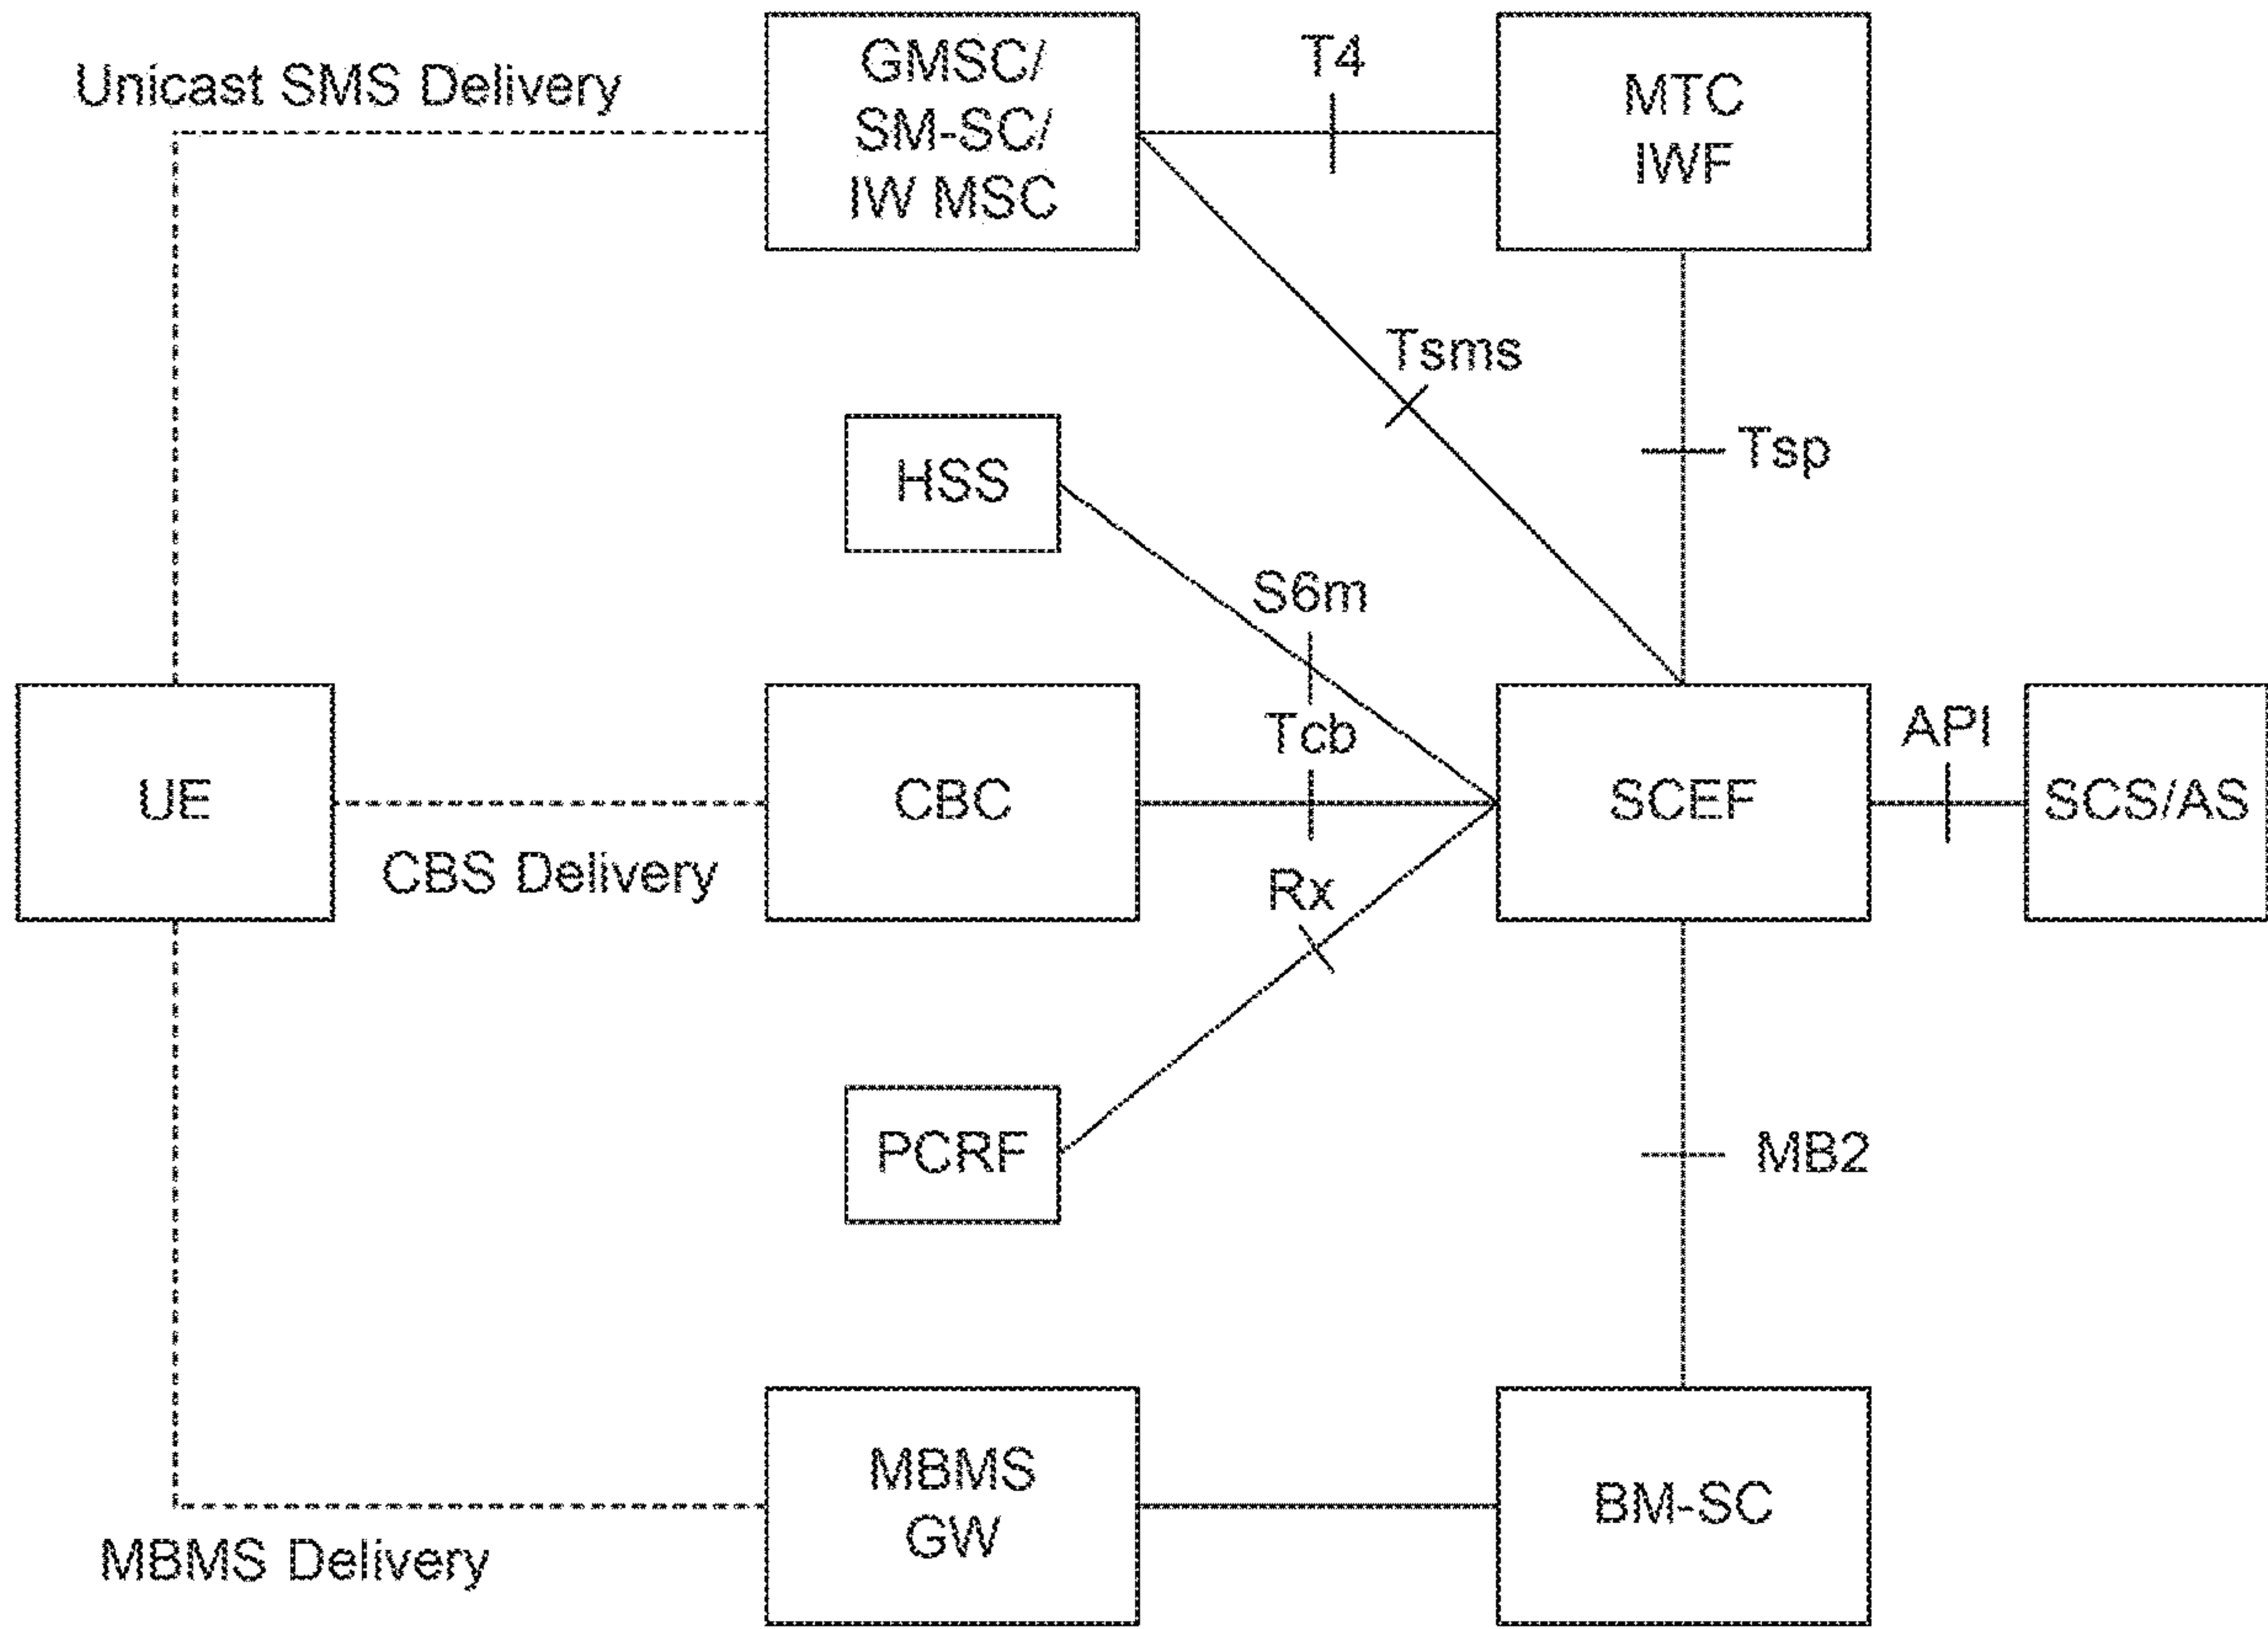 Unicast SMS Delivery
GMSC/
SM-SC/
IW MSC
T4
MTC
IWF
Tsms
Tsp
HSS
S6m
Tcb
API
UE
CBC
SCEF
SCS/AS
CBS Delivery
Rx
PCRF
MB2
MBMS
GW
BM-SC
MBMS Delivery